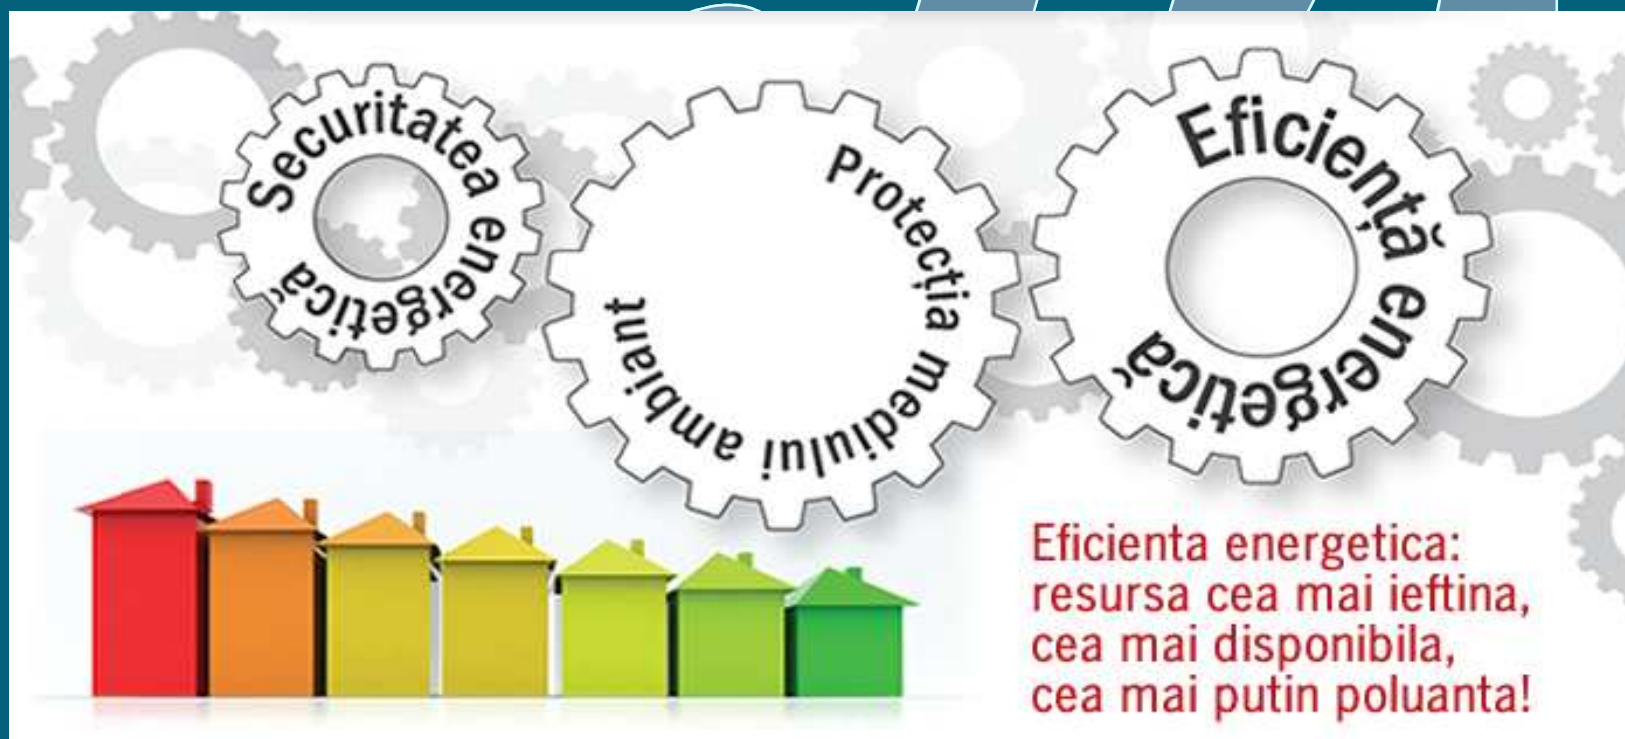 Securitatea energetică
Protecția mediului ambianț
Eficiență energetică
Eficienta energetica:
resursa cea mai ieftina,
cea mai disponibila,
cea mai putin poluanta!